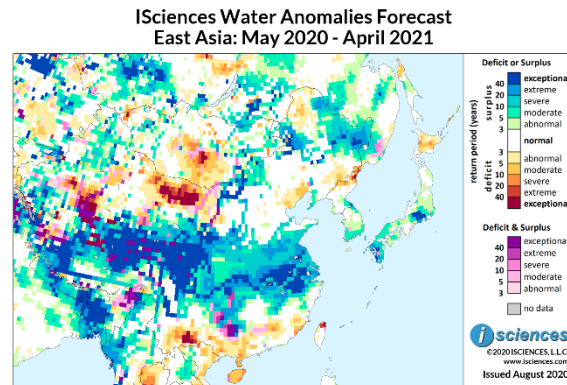 ISciences Water Anomalies Forecast
East Asia: May 2020 - April 2021
Deficit or Surplus
return period (years)
surplus
deficit
40 exceptional
20 extreme
10 severe
5 moderate
3 abnormal
normal
3 abnormal
5 moderate
10 severe
20 extreme
40 exceptional
Deficit & Surplus
40 exceptional
20 extreme
10 severe
5 moderate
3 abnormal
no data
isciences
©2020 ISCIENCES, L.L.C.
www.isciences.com
Issued August 2020